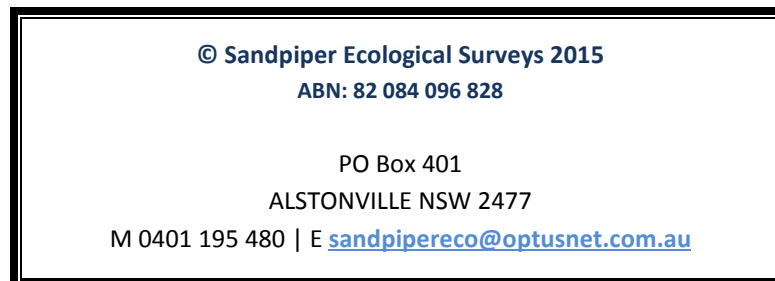 © Sandpiper Ecological Surveys 2015
ABN: 82 084 096 828
PO Box 401
ALSTONVILLE NSW 2477
M 0401 195 480 | E sandpipereco@optusnet.com.au